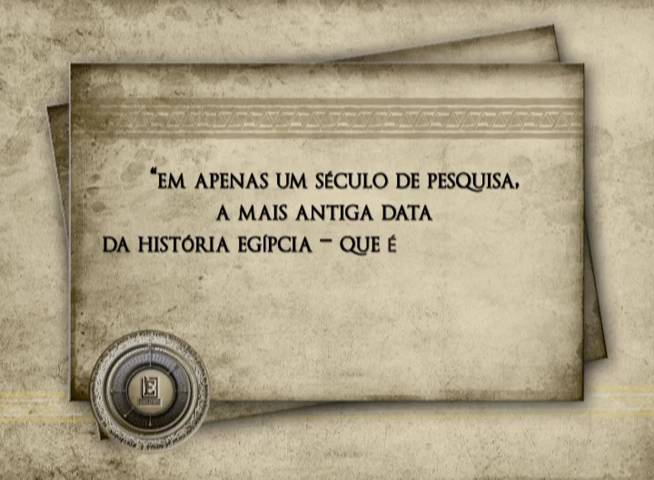 “EM APENAS UM SÉCULO DE PESQUISA,
A MAIS ANTIGA DATA
DA HISTÓRIA EGÍPCIA – QUE É
E